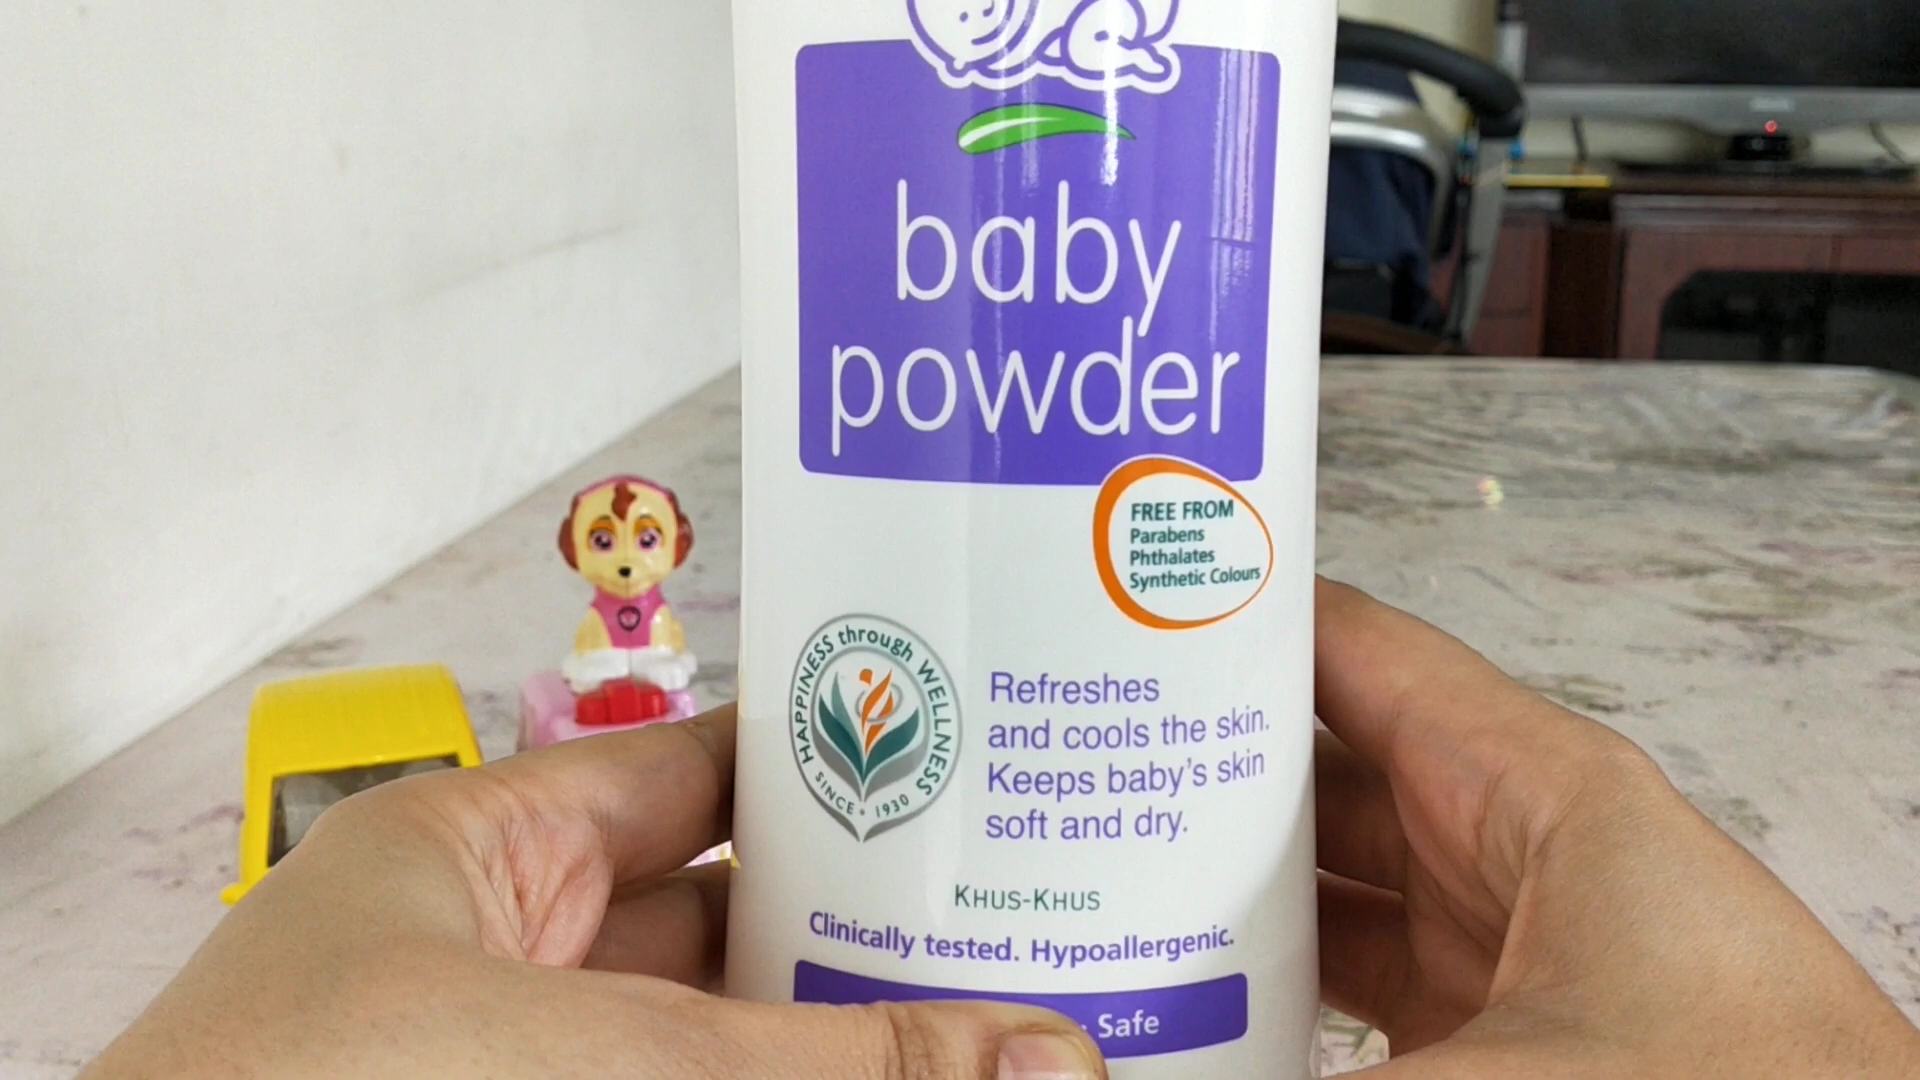 baby
powder
FREE FROM
Parabens
Phthalates
Synthetic Colours
HAPPINESS through WELLNESS
SINCE • 1930
Refreshes
and cools the skin.
Keeps baby's skin
soft and dry.
KHUS-KHUS
Clinically tested. Hypoallergenic.
Safe